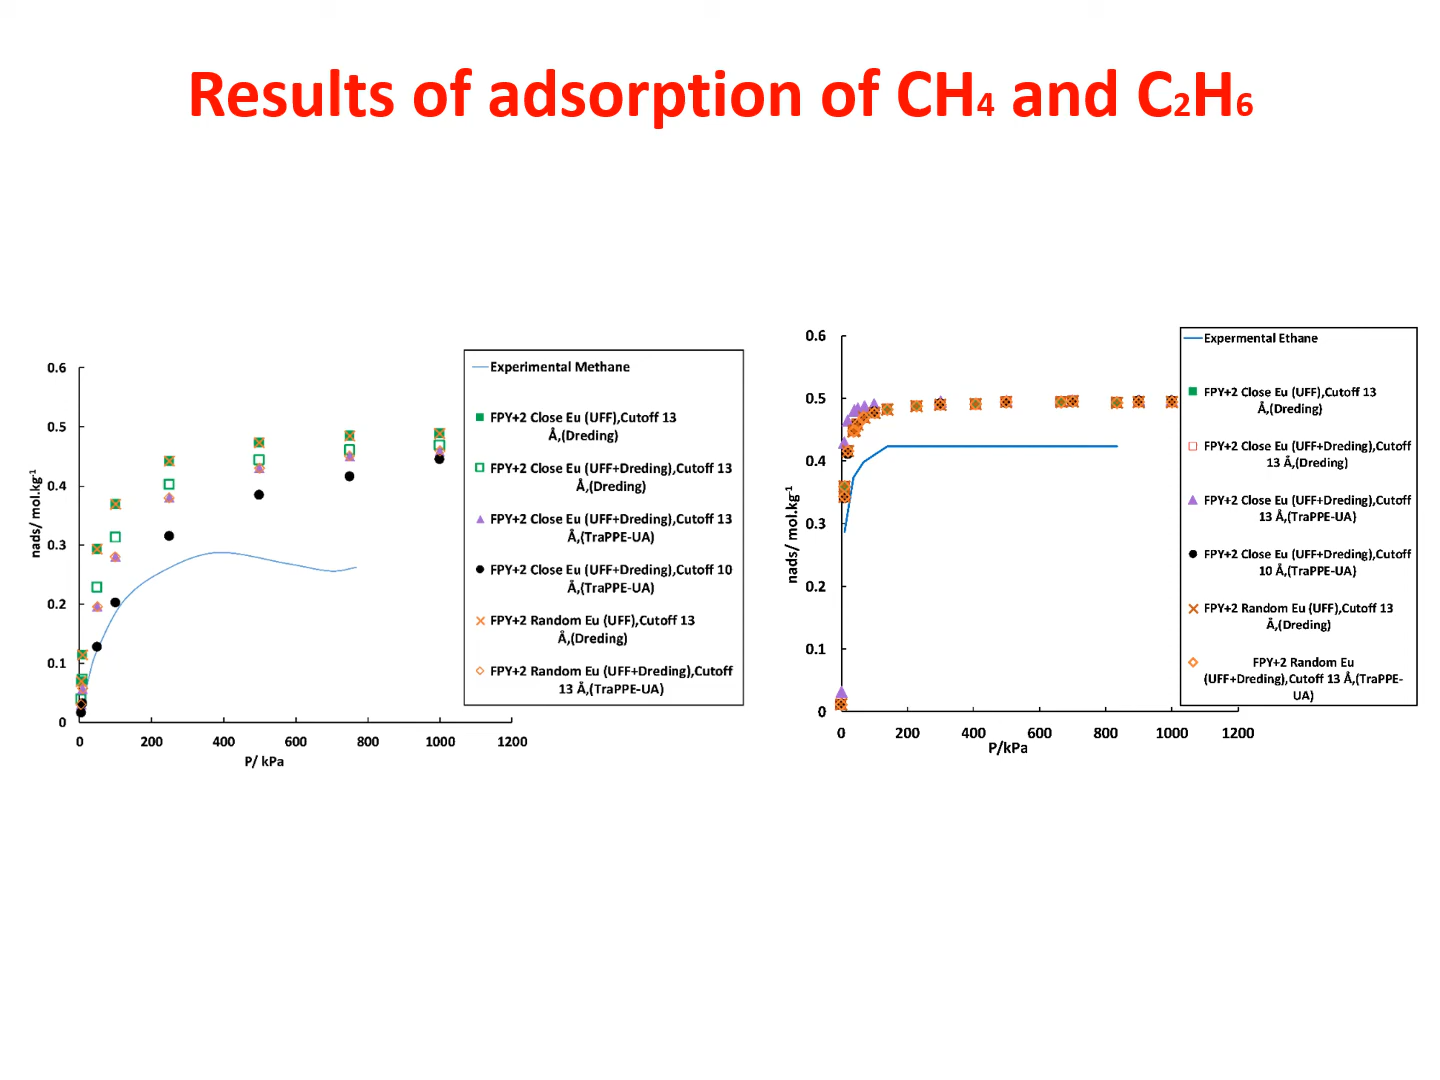 Results of adsorption of CH4 and C2H6
0.6
0.5
0.4
0.3
0.2
0.1
0
nads/ mol.kg-1
0
200
400
600
800
1000
1200
P/ kPa
Experimental Methane
FPY+2 Close Eu (UFF),Cutoff 13
Å,(Dreding)
FPY+2 Close Eu (UFF+Dreding),Cutoff 13
Å,(Dreding)
FPY+2 Close Eu (UFF+Dreding),Cutoff 13
Å,(TraPPE-UA)
FPY+2 Close Eu (UFF+Dreding),Cutoff 10
Å,(TraPPE-UA)
FPY+2 Random Eu (UFF),Cutoff 13
Å,(Dreding)
FPY+2 Random Eu (UFF+Dreding),Cutoff
13 Å,(TraPPE-UA)
0.6
0.5
0.4
0.3
0.2
0.1
0
nads/ mol.kg-1
0
200
400
600
800
1000
1200
P/kPa
Expermental Ethane
FPY+2 Close Eu (UFF),Cutoff 13
Å,(Dreding)
FPY+2 Close Eu (UFF+Dreding),Cutoff
13 Å,(Dreding)
FPY+2 Close Eu (UFF+Dreding),Cutoff
13 Å,(TraPPE-UA)
FPY+2 Close Eu (UFF+Dreding),Cutoff
10 Å,(TraPPE-UA)
FPY+2 Random Eu (UFF),Cutoff 13
Å,(Dreding)
FPY+2 Random Eu
(UFF+Dreding),Cutoff 13 Å,(TraPPE-
UA)